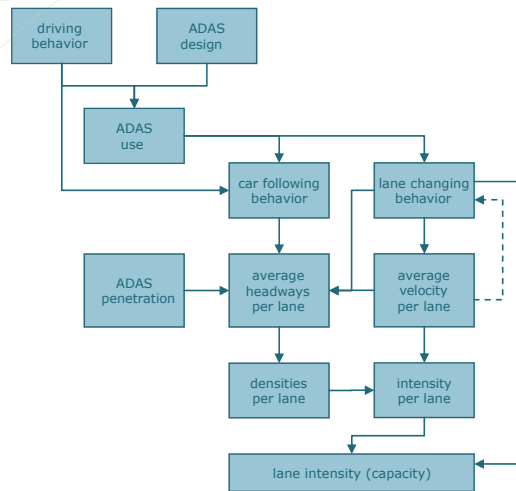 driving
behavior
ADAS
design
ADAS
use
car following
behavior
lane changing
behavior
ADAS
penetration
average
headways
per lane
average
velocity
per lane
densities
per lane
intensity
per lane
lane intensity (capacity)